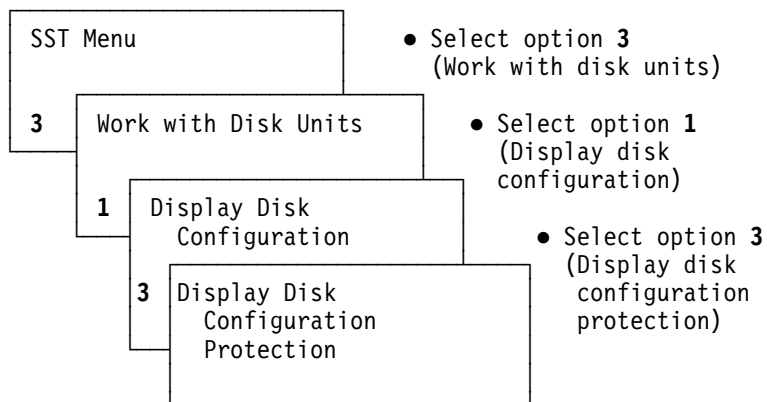 SST Menu
● Select option 3
(Work with disk units)
3 Work with Disk Units
● Select option 1
(Display disk
configuration)
1 Display Disk
Configuration
● Select option 3
(Display disk
configuration
protection)
3 Display Disk
Configuration
Protection